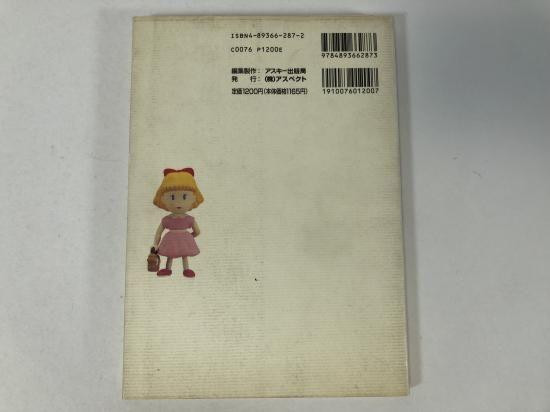 ISBN4-89366-287-2
C0076 P1200E
9784893662873
編集製作： アスキー出版局
発 行： (株)アスペクト
定価1200円(本体価格1165円)
1910076012007